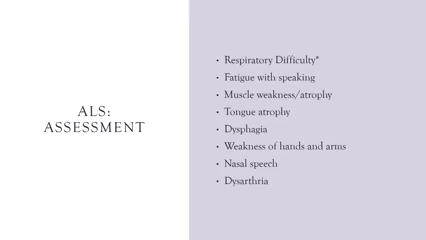 ALS:
ASSESSMENT
• Respiratory Difficulty*
• Fatigue with speaking
• Muscle weakness/atrophy
• Tongue atrophy
• Dysphagia
• Weakness of hands and arms
• Nasal speech
• Dysarthria